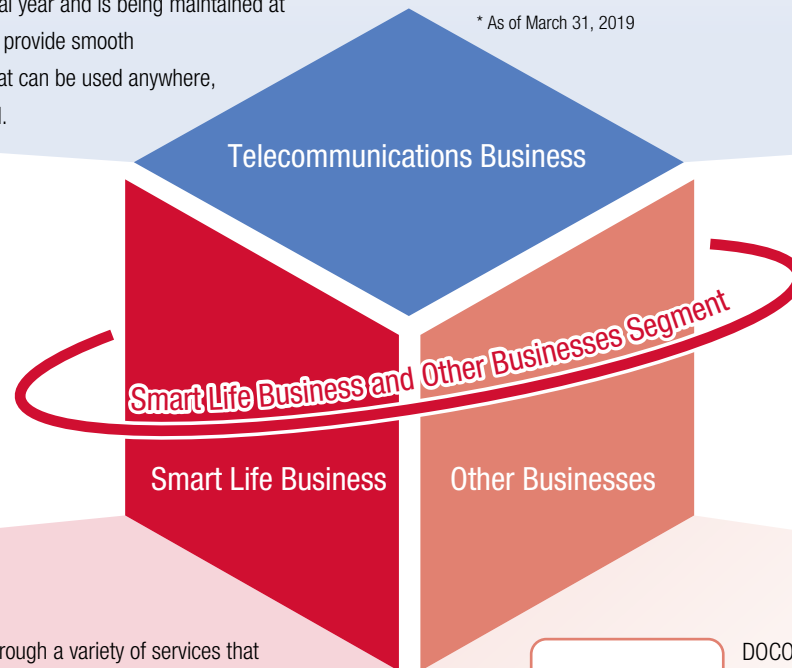 al year and is being maintained at
provide smooth
at can be used anywhere,
* As of March 31, 2019
Telecommunications Business
Smart Life Business and Other Businesses Segment
Smart Life Business
Other Businesses
rough a variety of services that
DOCO